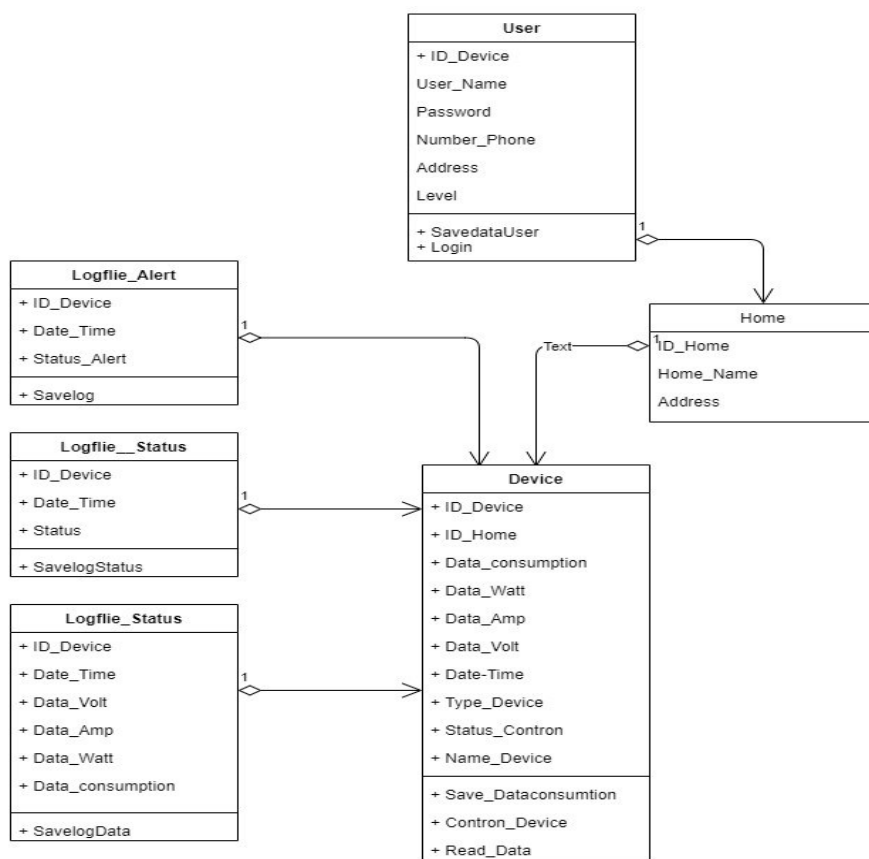 User
+ ID_Device
User_Name
Password
Number_Phone
Address
Level
+ SavedataUser
+ Login
1
Logflie_Alert
+ ID_Device
+ Date_Time
+ Status_Alert
+ Savelog
1
Home
ID_Home
Home_Name
Address
1
Text
Logflie__Status
+ ID_Device
+ Date_Time
+ Status
+ SavelogStatus
1
Logflie_Status
+ ID_Device
+ Date_Time
+ Data_Volt
+ Data_Amp
+ Data_Watt
+ Data_consumption
+ SavelogData
1
Device
+ ID_Device
+ ID_Home
+ Data_consumption
+ Data_Watt
+ Data_Amp
+ Data_Volt
+ Date-Time
+ Type_Device
+ Status_Contron
+ Name_Device
+ Save_Dataconsumtion
+ Contron_Device
+ Read_Data